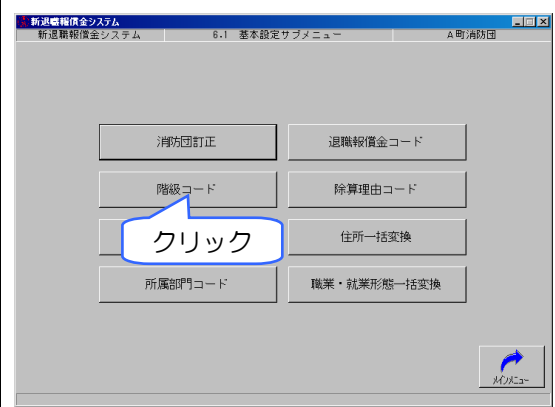 新退職報償金システム
新退職報償金システム 6.1 基本設定サブメニュー A町消防団
消防団訂正 退職報償金コード
階級コード 除算理由コード
クリック 住所一括変換
所属部門コード 職業・就業形態一括変換
メインメニュー